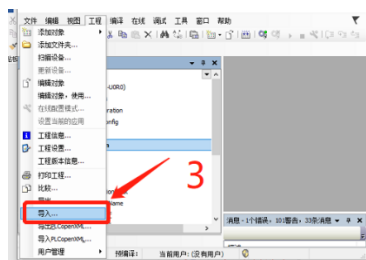 文件 编辑 视图 工程 编译 在线 调试 工具 窗口 帮助
添加对象
添加文件夹...
扫描设备...
更新设备...
编辑对象
编辑对象，使用...
在线配置模式...
设置当前的应用
工程信息...
工程设置...
工程版本信息...
打印工程...
比较...
导出...
导入...
导出PLCopenXML...
导入PLCopenXML...
用户管理
3
消息 - 1个错误，101警告，33条消息
预编译: 当前用户: (没有用户)